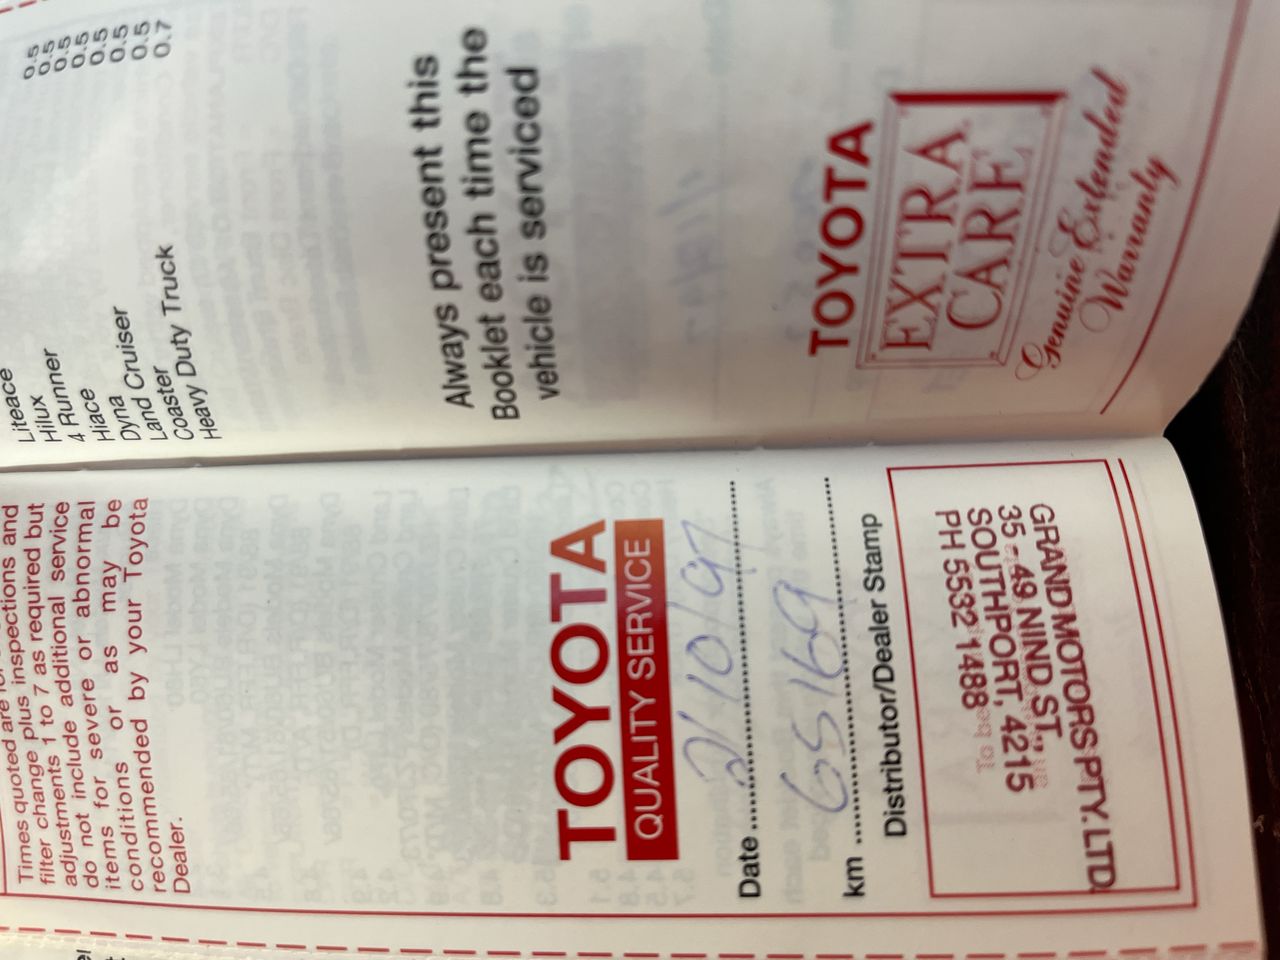 Times quoted are for
filter change plus inspections and
adjustments 1 to 7 as required but
do not include additional service
items for severe or abnormal
conditions or as may be
recommended by your Toyota
Dealer.
TOYOTA
QUALITY SERVICE
Date 21/10/97
km 65169
Distributor/Dealer Stamp
GRAND MOTORS PTY. LTD.
35 - 49 NIND ST.,
SOUTHPORT, 4215
PH 5532 1488
Liteace 0.5
Hilux 0.5
4 Runner 0.5
Hiace 0.5
Dyna 0.5
Land Cruiser 0.5
Coaster 0.5
Heavy Duty Truck 0.7
Always present this
Booklet each time the
vehicle is serviced
TOYOTA
EXTRA
CARE
Genuine Extended
Warranty